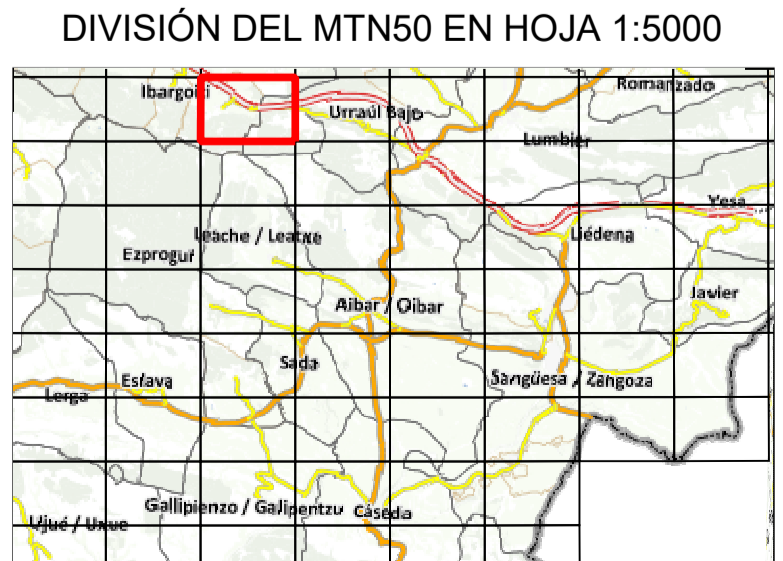 DIVISIÓN DEL MTN50 EN HOJA 1:5000
Ibargoiti
Romanzado
Urraúl Bajo
Lumbier
Yesa
Leache / Leatxe
Liédena
Ezprogui
Javier
Aibar / Oibar
Sada
Eslava
Sangüesa / Zangoza
Lerga
Gallipienzo / Galipentzu
Cáseda
Ujué / Uxue